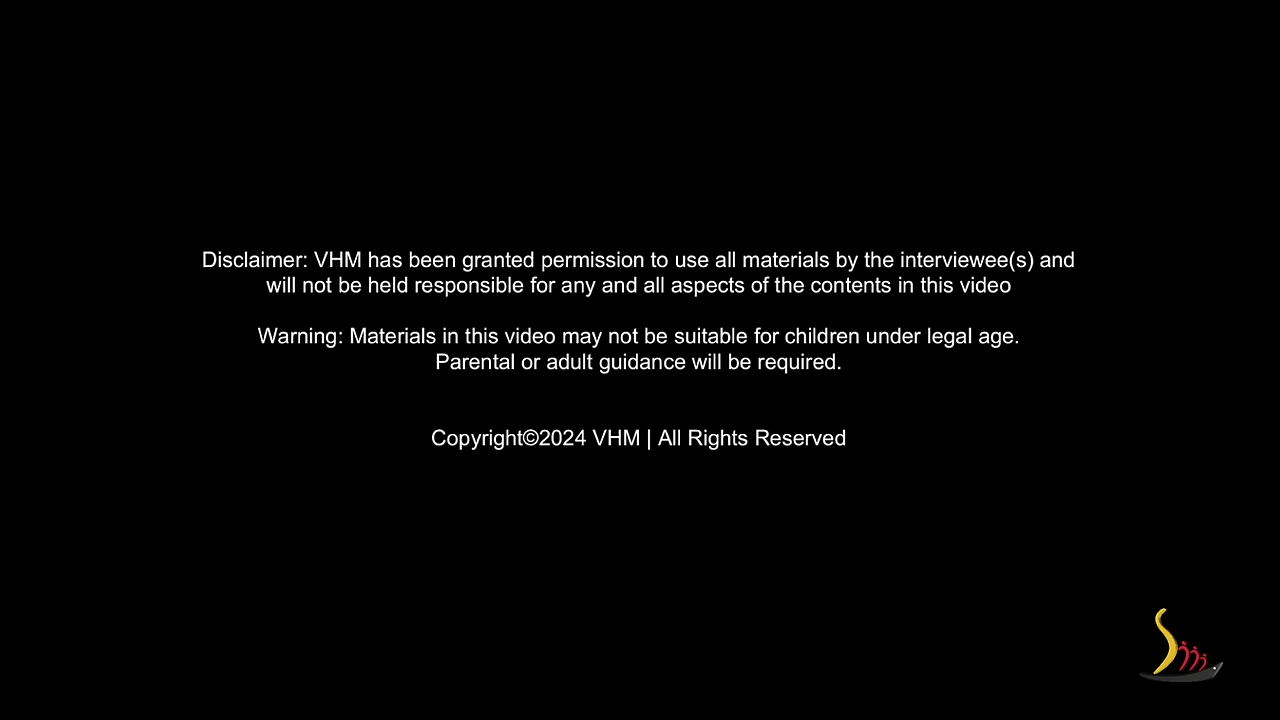 Disclaimer: VHM has been granted permission to use all materials by the interviewee(s) and
will not be held responsible for any and all aspects of the contents in this video
Warning: Materials in this video may not be suitable for children under legal age.
Parental or adult guidance will be required.
Copyright©2024 VHM | All Rights Reserved